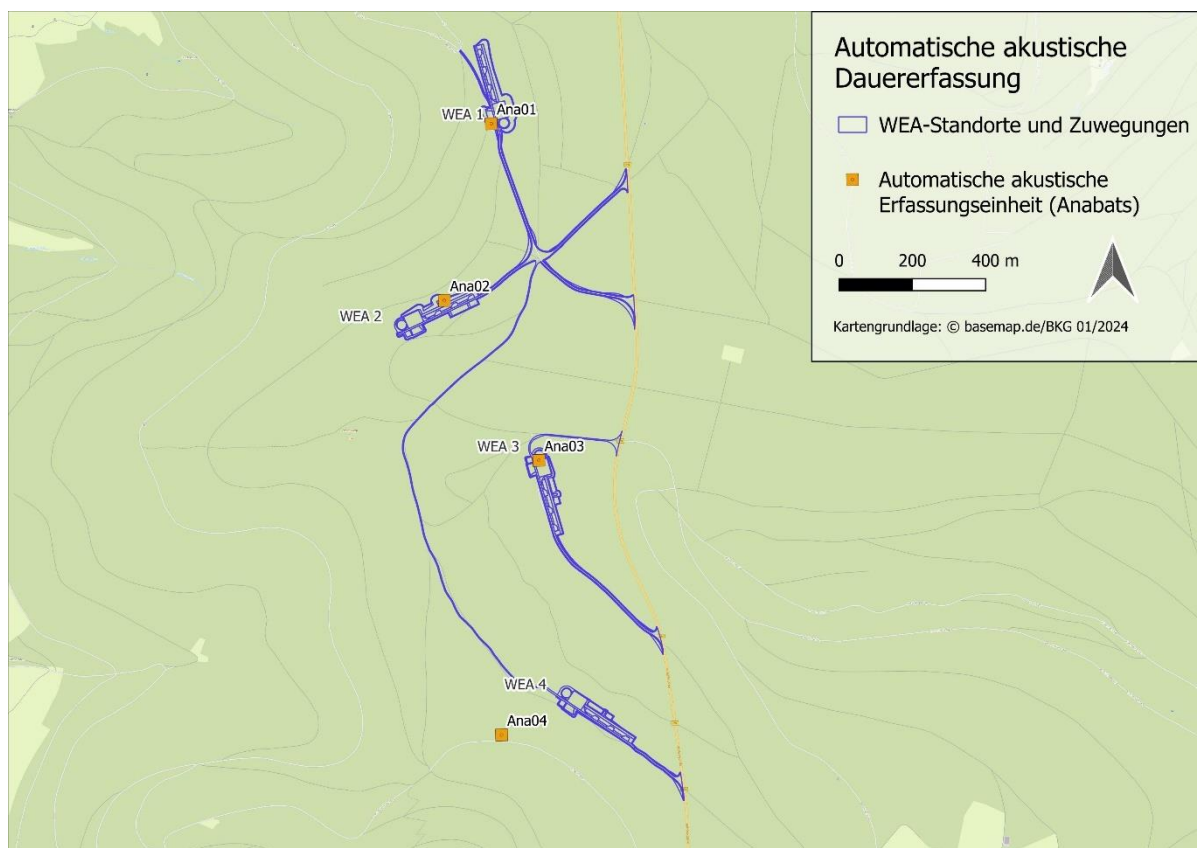 Automatische akustische
Dauererfassung
WEA-Standorte und Zuwegungen
Automatische akustische
Erfassungseinheit (Anabats)
0 200 400 m
Kartengrundlage: © basemap.de/BKG 01/2024
WEA 1
Ana01
Ana02
WEA 2
WEA 3
Ana03
WEA 4
Ana04